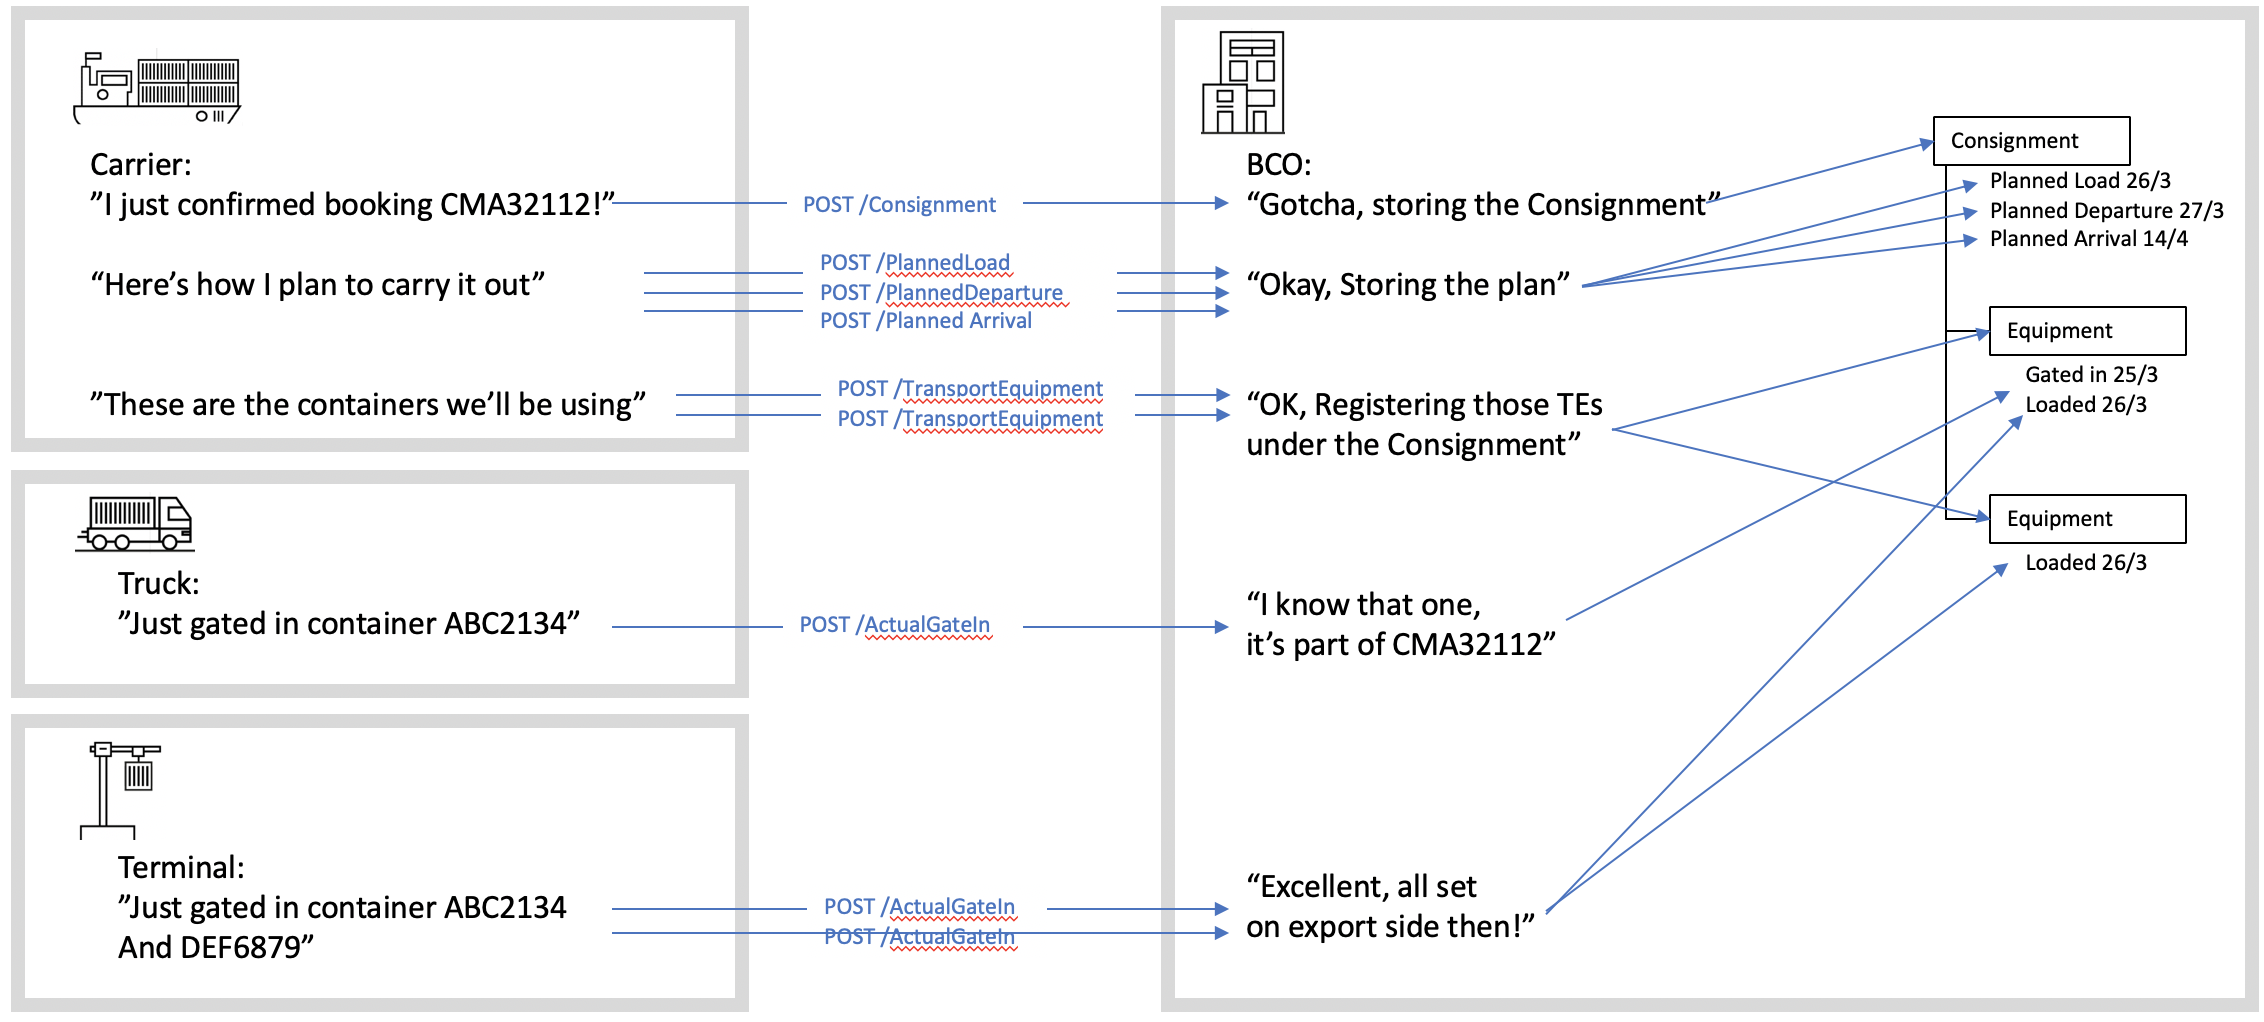 Carrier:
”I just confirmed booking CMA32112!”
“Here’s how I plan to carry it out”
”These are the containers we’ll be using”
Truck:
”Just gated in container ABC2134”
Terminal:
”Just gated in container ABC2134
And DEF6879”
POST /Consignment
POST /PlannedLoad
POST /PlannedDeparture
POST /Planned Arrival
POST /TransportEquipment
POST /TransportEquipment
POST /ActualGateIn
POST /ActualGateIn
POST /ActualGateIn
BCO:
“Gotcha, storing the Consignment”
“Okay, Storing the plan”
“OK, Registering those TEs
under the Consignment”
“I know that one,
it’s part of CMA32112”
“Excellent, all set
on export side then!”
Consignment
Planned Load 26/3
Planned Departure 27/3
Planned Arrival 14/4
Equipment
Gated in 25/3
Loaded 26/3
Equipment
Loaded 26/3